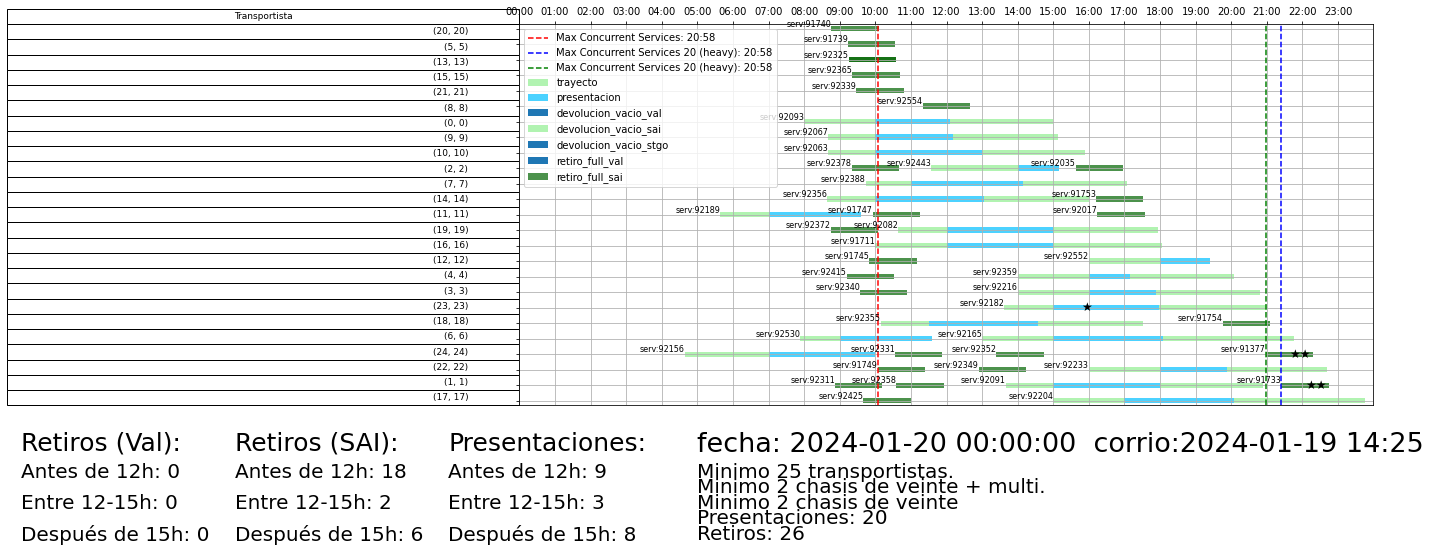 Transportista
00:00 01:00 02:00 03:00 04:00 05:00 06:00 07:00 08:00 09:00 10:00 11:00 12:00 13:00 14:00 15:00 16:00 17:00 18:00 19:00 20:00 21:00 22:00 23:00
(20, 20) serv:91740
(5, 5) serv:91739
(13, 13) serv:92325
(15, 15) serv:92365
(21, 21) serv:92339
(8, 8) serv:92554
(0, 0) serv:92093
(9, 9) serv:92067
(10, 10) serv:92063
(2, 2) serv:92378 serv:92443 serv:92035
(7, 7) serv:92388
(14, 14) serv:92356 serv:91753
(11, 11) serv:92189 serv:91747 serv:92017
(19, 19) serv:92372 serv:92082
(16, 16) serv:91711
(12, 12) serv:91745 serv:92552
(4, 4) serv:92415 serv:92359
(3, 3) serv:92340 serv:92216
(23, 23) serv:92182
(18, 18) serv:92355 serv:91754
(6, 6) serv:92530 serv:92165
(24, 24) serv:92156 serv:92331 serv:92352 serv:91377
(22, 22) serv:91749 serv:92349 serv:92233
(1, 1) serv:92311 serv:92358 serv:92091 serv:91733
(17, 17) serv:92425 serv:92204
Max Concurrent Services: 20:58
Max Concurrent Services 20 (heavy): 20:58
Max Concurrent Services 20 (heavy): 20:58
trayecto
presentacion
devolucion_vacio_val
devolucion_vacio_sai
devolucion_vacio_stgo
retiro_full_val
retiro_full_sai
Retiros (Val):
Antes de 12h: 0
Entre 12-15h: 0
Después de 15h: 0
Retiros (SAI):
Antes de 12h: 18
Entre 12-15h: 2
Después de 15h: 6
Presentaciones:
Antes de 12h: 9
Entre 12-15h: 3
Después de 15h: 8
fecha: 2024-01-20 00:00:00 corrio:2024-01-19 14:25
Minimo 25 transportistas.
Minimo 2 chasis de veinte + multi.
Minimo 2 chasis de veinte
Presentaciones: 20
Retiros: 26